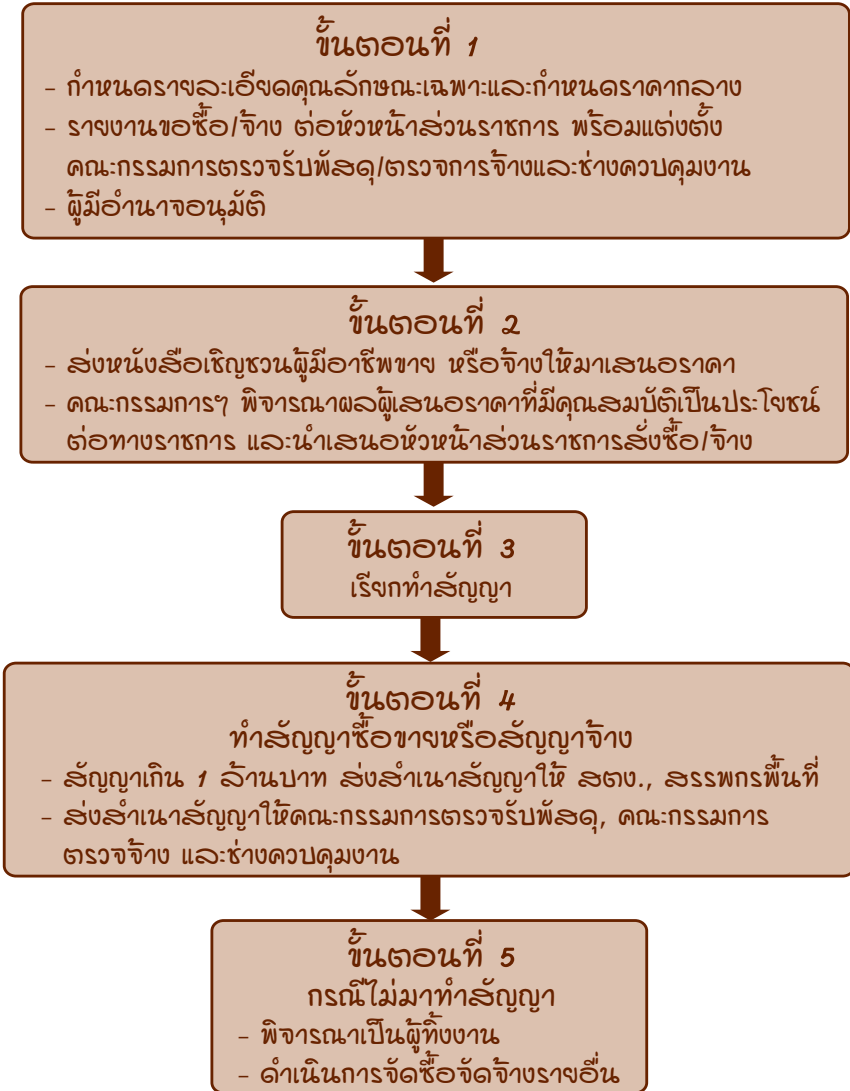 ขั้นตอนที่ 1
- กำหนดรายละเอียดคุณลักษณะเฉพาะและกำหนดราคากลาง
- รายงานขอซื้อ/จ้าง ต่อหัวหน้าส่วนราชการ พร้อมแต่งตั้ง
คณะกรรมการตรวจรับพัสดุ/ตรวจการจ้างและช่างควบคุมงาน
- ผู้มีอำนาจอนุมัติ
ขั้นตอนที่ 2
- ส่งหนังสือเชิญชวนผู้มีอาชีพขาย หรือจ้างให้มาเสนอราคา
- คณะกรรมการฯ พิจารณาผลผู้เสนอราคาที่มีคุณสมบัติเป็นประโยชน์
ต่อทางราชการ และนำเสนอหัวหน้าส่วนราชการสั่งซื้อ/จ้าง
ขั้นตอนที่ 3
เรียกทำสัญญา
ขั้นตอนที่ 4
ทำสัญญาซื้อขายหรือสัญญาจ้าง
- สัญญาเกิน 1 ล้านบาท ส่งสำเนาสัญญาให้ สตง., สรรพกรพื้นที่
- ส่งสำเนาสัญญาให้คณะกรรมการตรวจรับพัสดุ, คณะกรรมการ
ตรวจจ้าง และช่างควบคุมงาน
ขั้นตอนที่ 5
กรณีไม่มาทำสัญญา
- พิจารณาเป็นผู้ทิ้งงาน
- ดำเนินการจัดซื้อจัดจ้างรายอื่น